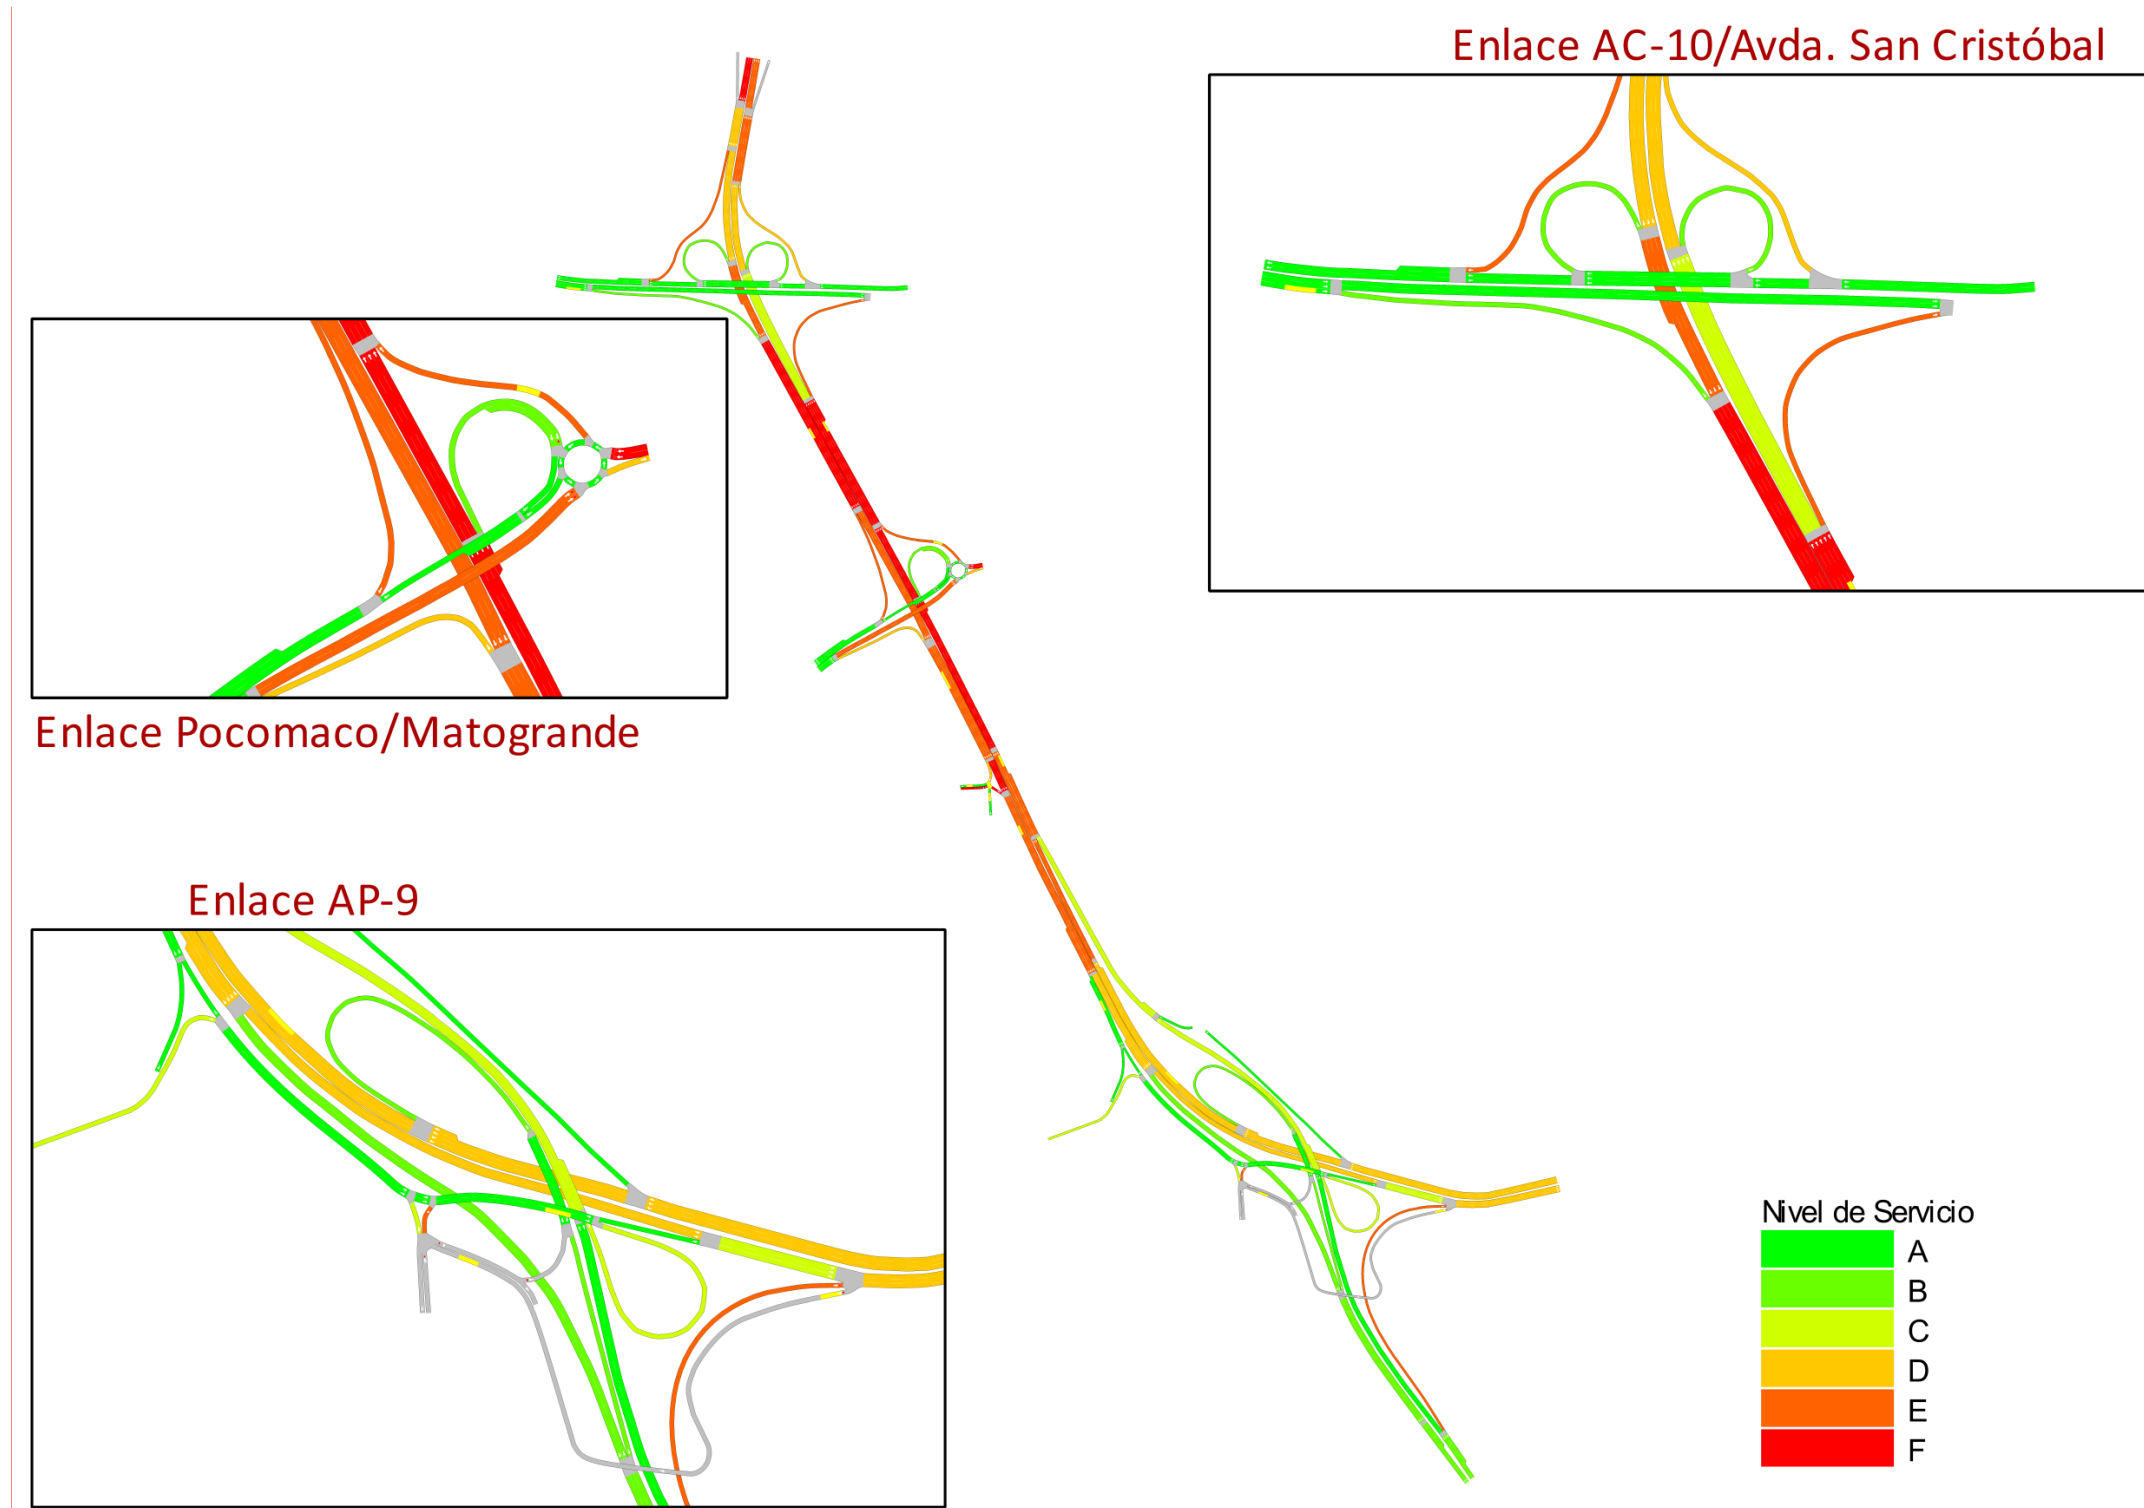 Enlace AC-10/Avda. San Cristóbal
Enlace Pocomaco/Matogrande
Enlace AP-9
Nivel de Servicio
A
B
C
D
E
F